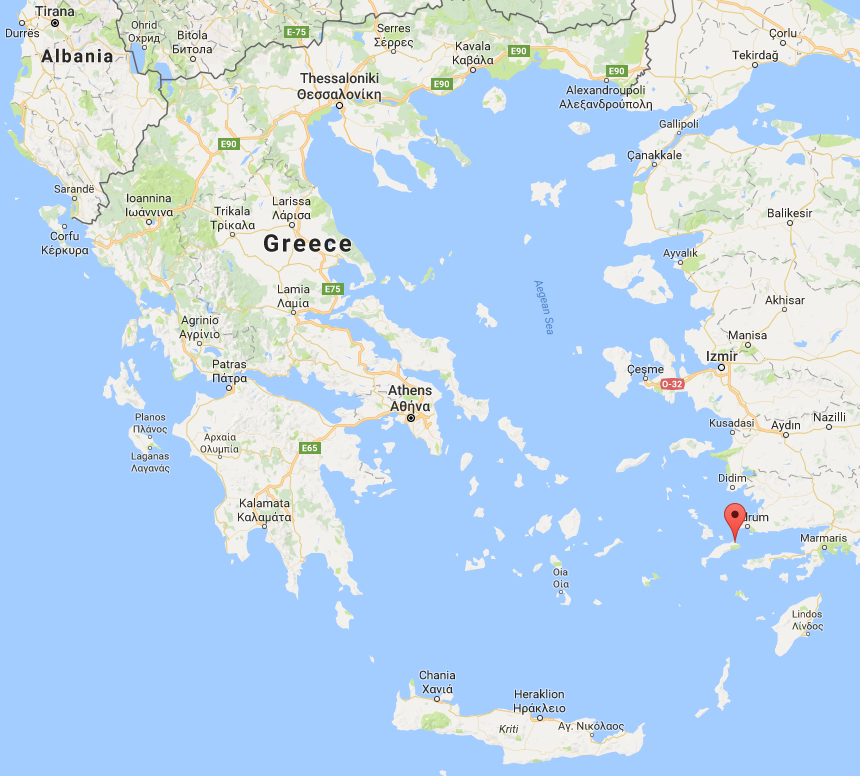 Tirana
Durrës
Albania
Ohrid
Охрид
Bitola
Битола
E-75
Serres
Σέρρες
Kavala
Καβάλα
E90
E90
E90
Çorlu
Tekirdağ
Thessaloniki
Θεσσαλονίκη
Alexandroupoli
Αλεξανδρούπολη
Gallipoli
Çanakkale
E90
Sarandë
Ioannina
Ιωάννινα
Corfu
Κέρκυρα
Trikala
Τρίκαλα
Larissa
Λάρισα
Greece
Balikesir
Ayvalık
Lamia
Λαμία
E75
Aegean Sea
Akhisar
Agrinio
Αγρίνιο
Manisa
Izmir
Patras
Πάτρα
Athens
Αθήνα
Çeşme
O-32
Planos
Πλάνος
Laganas
Λαγανάς
Αρχαία
Ολυμπία
E65
Kusadasi
Aydın
Nazilli
Didim
Kalamata
Καλαμάτα
drum
Marmaris
Oia
Οία
Lindos
Λίνδος
Chania
Χανιά
Heraklion
Ηράκλειο
Kriti
Αγ. Νικόλαος